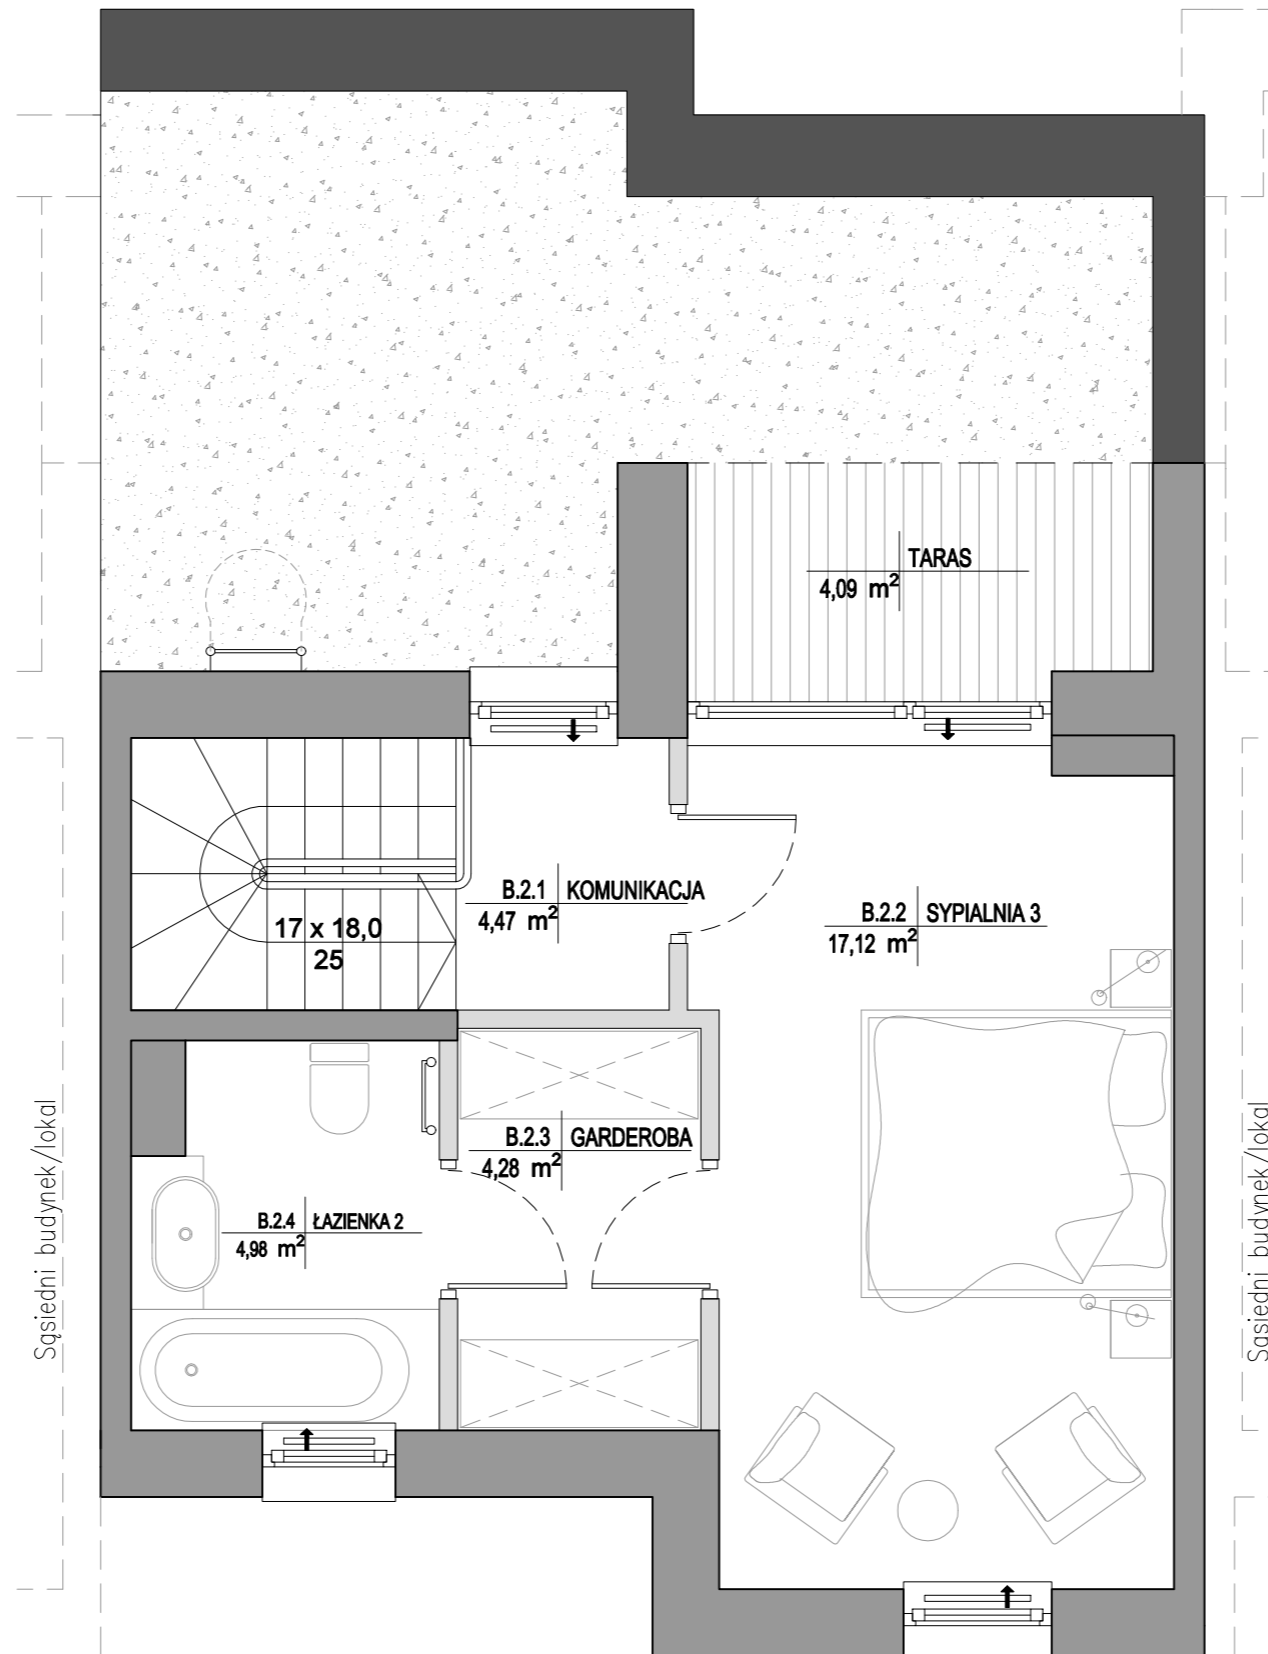 TARAS
4,09 m²
B.2.1 KOMUNIKACJA
4,47 m²
B.2.2 SYPIALNIA 3
17,12 m²
17 x 18,0
25
B.2.3 GARDEROBA
4,28 m²
B.2.4 ŁAZIENKA 2
4,98 m²
Sąsiedni budynek/lokal
Sąsiedni budynek/lokal